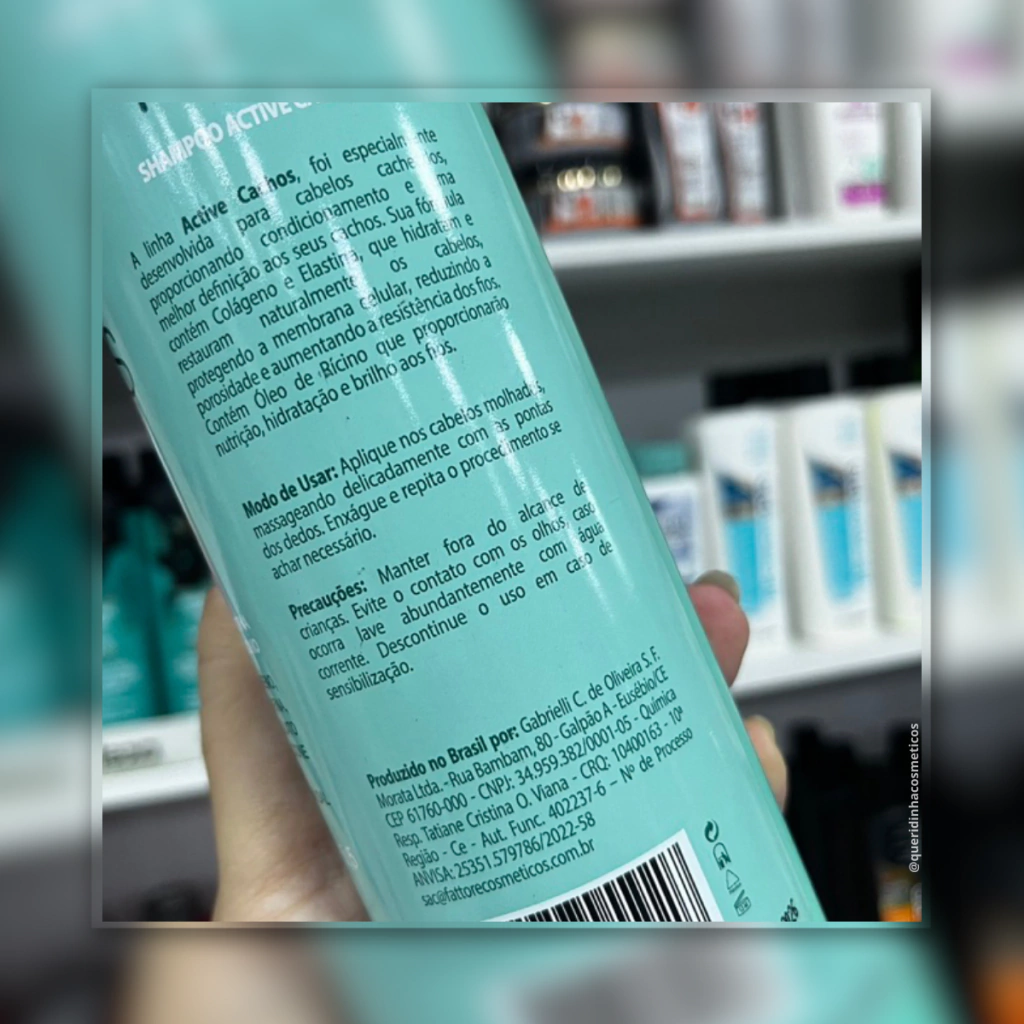 SHAMPOO ACTIVE
A linha Active Cachos, foi especialmente
desenvolvida para cabelos cacheados,
proporcionando condicionamento e uma
melhor definição aos seus cachos. Sua fórmula
contém Colágeno e Elastina, que hidratam e
restauram naturalmente os cabelos,
protegendo a membrana celular, reduzindo a
porosidade e aumentando a resistência dos fios.
Contém Óleo de Rícino que proporcionarão
nutrição, hidratação e brilho aos fios.
Modo de Usar: Aplique nos cabelos molhados,
massageando delicadamente com as pontas
dos dedos. Enxágue e repita o procedimento se
achar necessário.
Precauções: Manter fora do alcance de
crianças. Evite o contato com os olhos, caso
ocorra lave abundantemente com água
corrente. Descontinue o uso em caso de
sensibilização.
Produzido no Brasil por: Gabrielli C. de Oliveira S. F.
Morata Ltda. - Rua Bambam, 80 - Galpão A - Eusébio/CE
CEP 61760-000 - CNPJ: 34.959.382/0001-05 - Química
Resp. Tatiane Cristina O. Viana - CRQ: 10400163 - 10ª
Região - Ce - Aut. Func. 402237-6 – Nº de Processo
ANVISA: 25351.579786/2022-58
sac@fattorecosmeticos.com.br
@queridinhacosmeticos